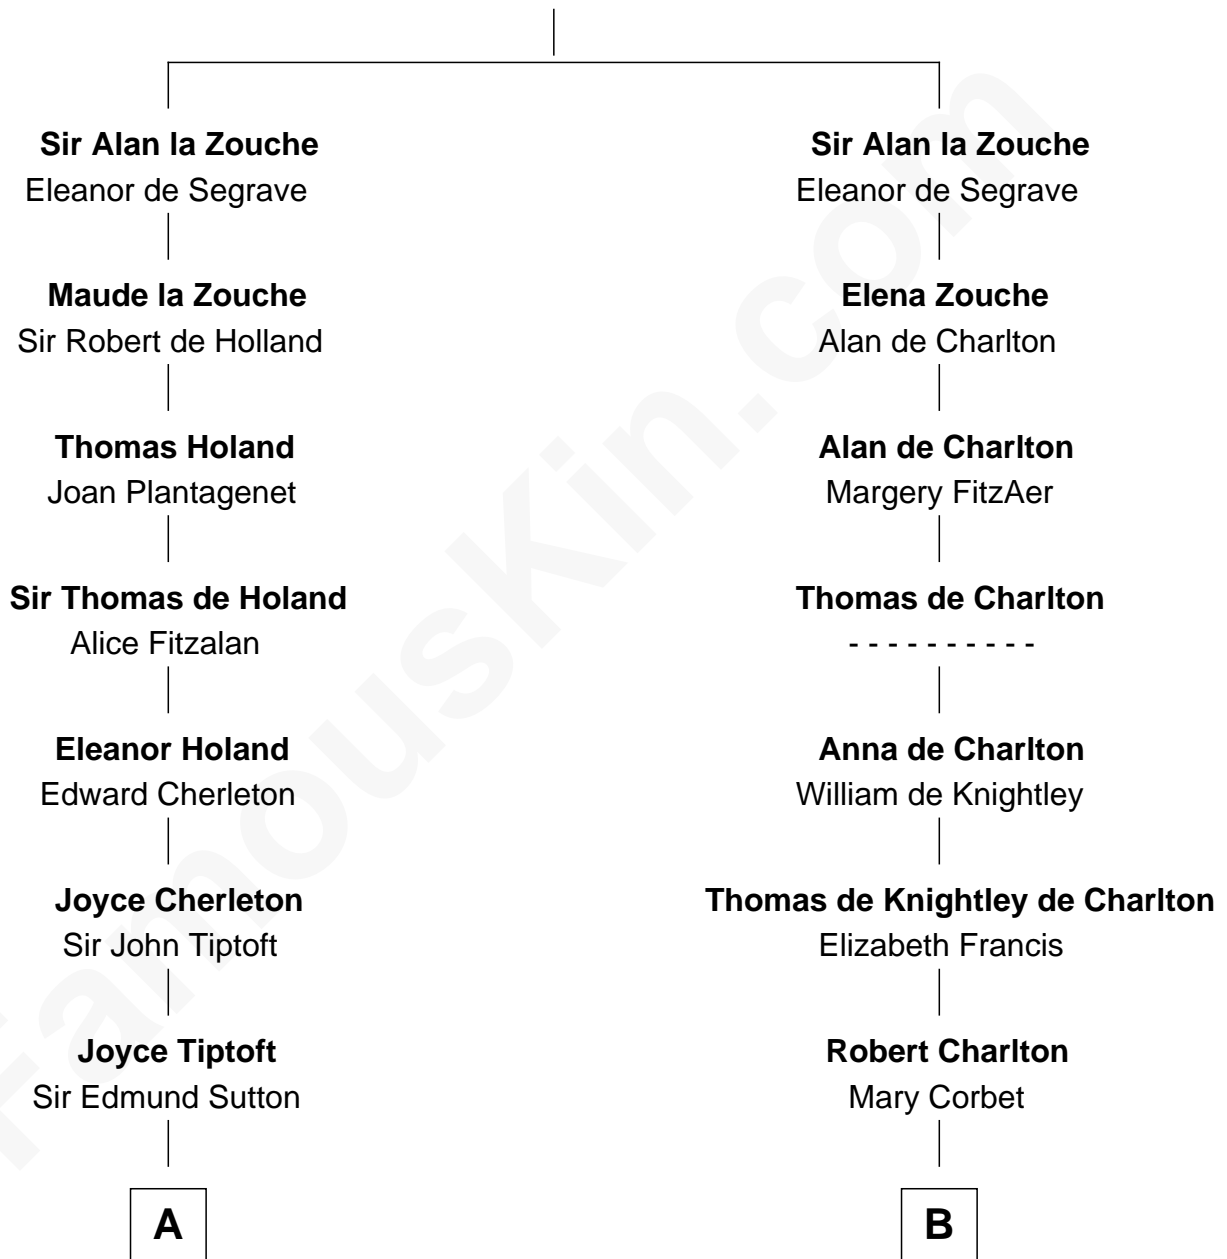 Sir Alan la Zouche
Eleanor de Segrave
Maude la Zouche
Sir Robert de Holland
Thomas Holand
Joan Plantagenet
Sir Thomas de Holand
Alice Fitzalan
Eleanor Holand
Edward Cherleton
Joyce Cherleton
Sir John Tiptoft
Joyce Tiptoft
Sir Edmund Sutton
A
Sir Alan la Zouche
Eleanor de Segrave
Elena Zouche
Alan de Charlton
Alan de Charlton
Margery FitzAer
Thomas de Charlton
- - - - - - - - - -
Anna de Charlton
William de Knightley
Thomas de Knightley de Charlton
Elizabeth Francis
Robert Charlton
Mary Corbet
B
FamousKin.com